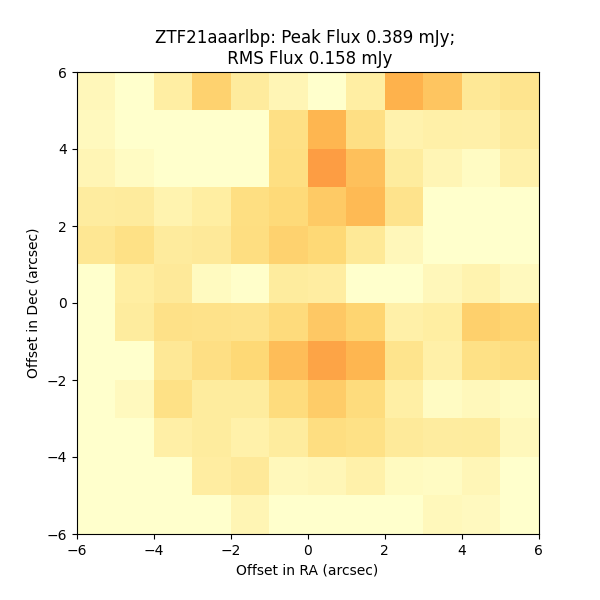 ZTF21aaarlbp: Peak Flux 0.389 mJy;
RMS Flux 0.158 mJy
6
4
2
0
−2
−4
−6
Offset in Dec (arcsec)
−6 −4 −2 0 2 4 6
Offset in RA (arcsec)